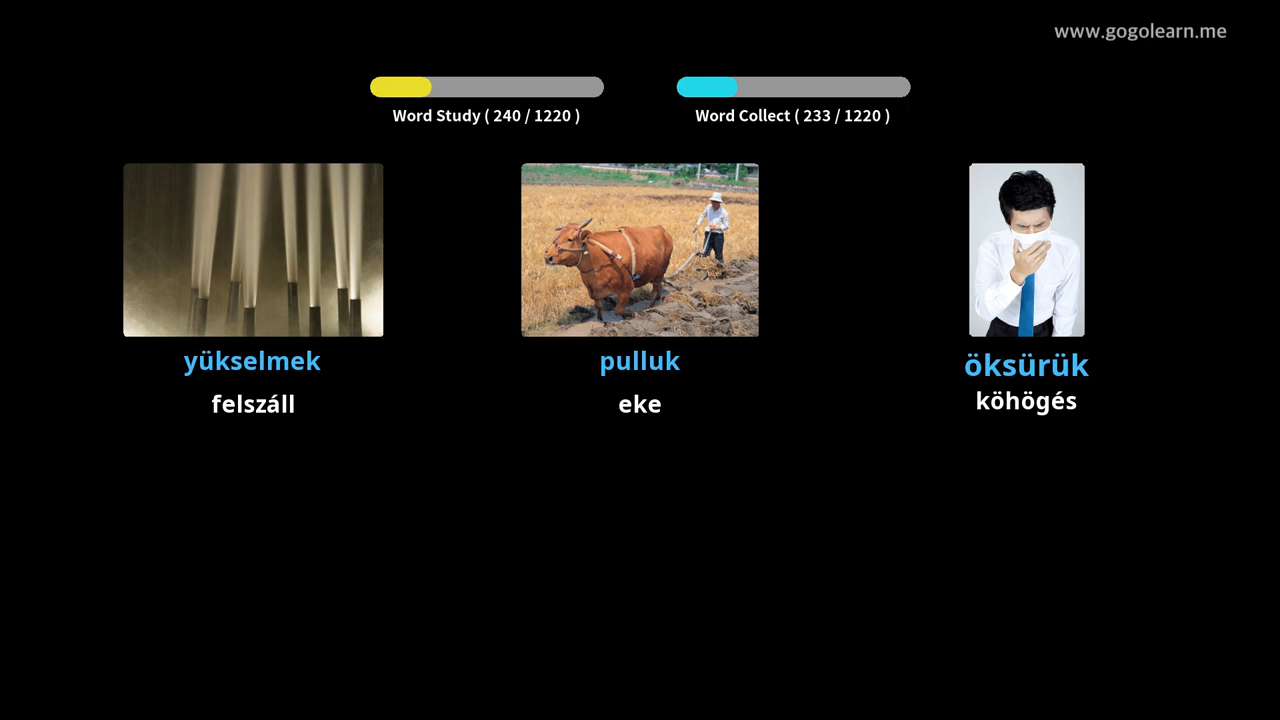 www.gogolearn.me
Word Study ( 240 / 1220 )
Word Collect ( 233 / 1220 )
yükselmek
felszáll
pulluk
eke
öksürük
köhögés